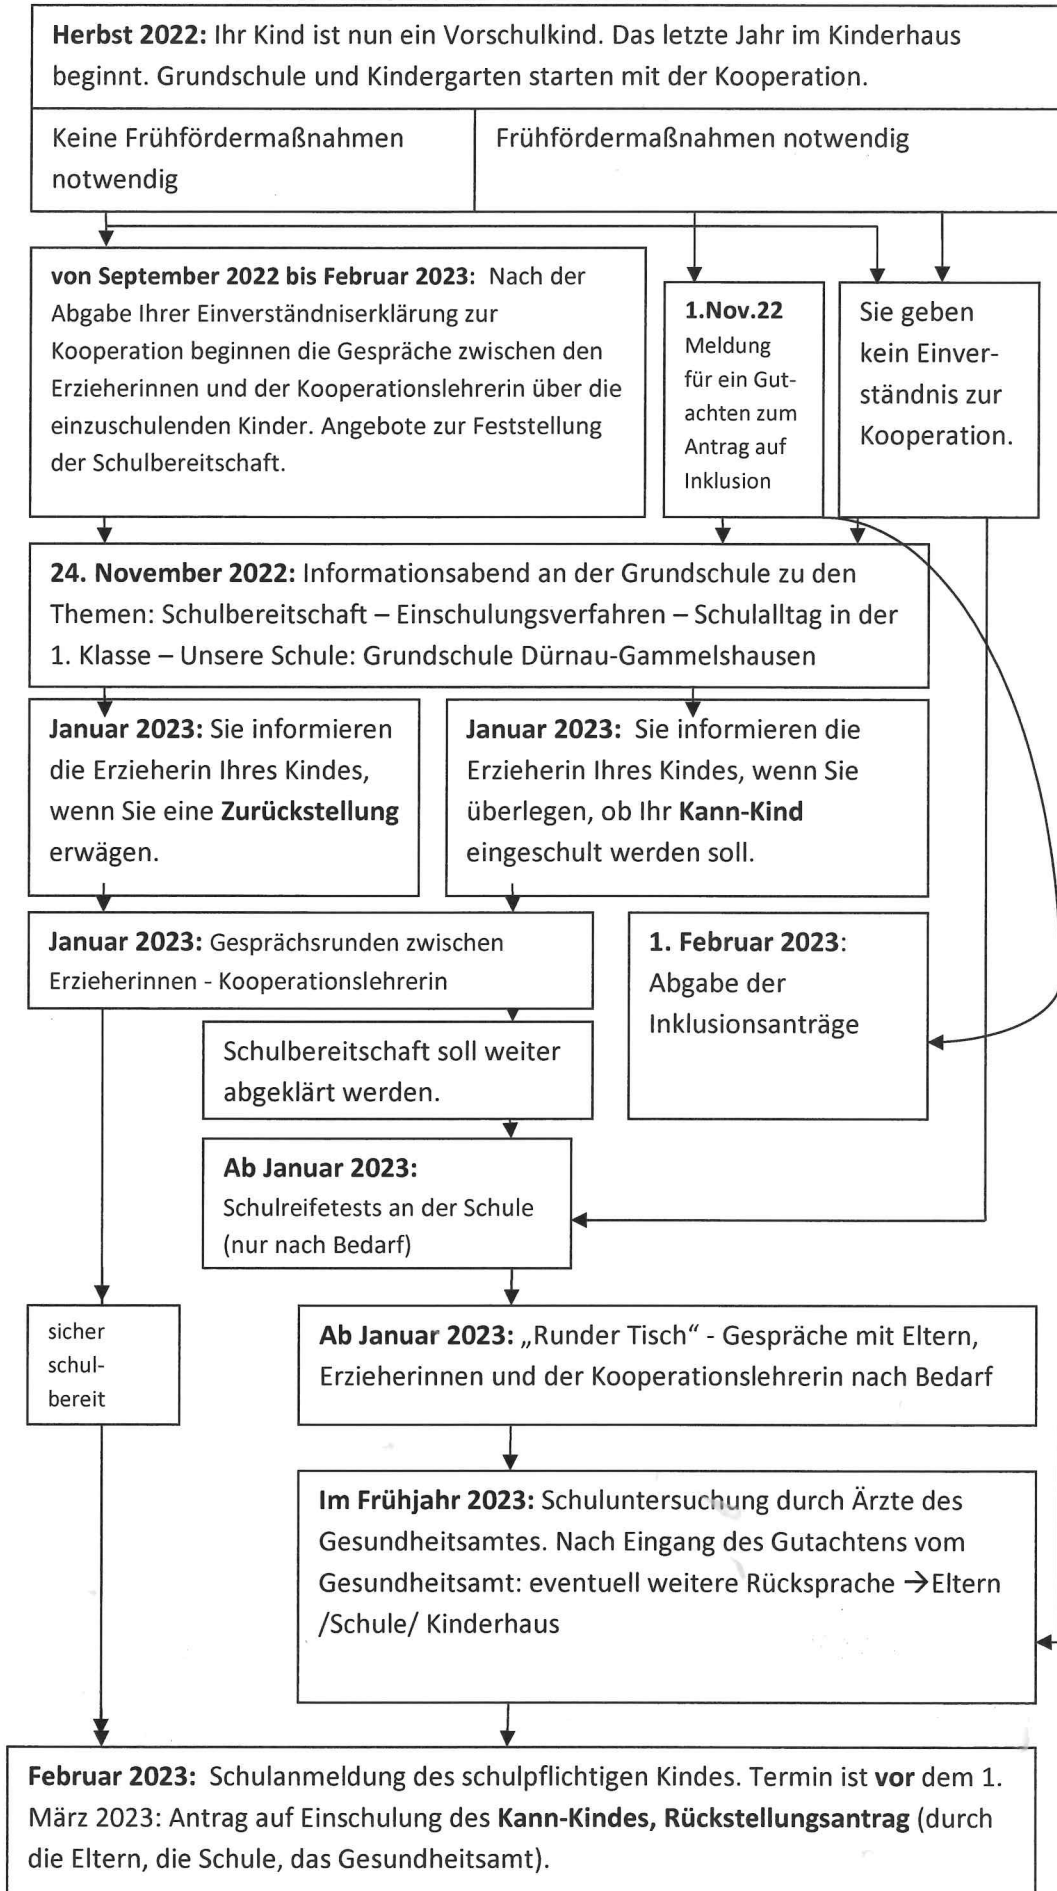 Herbst 2022: Ihr Kind ist nun ein Vorschulkind. Das letzte Jahr im Kinderhaus
beginnt. Grundschule und Kindergarten starten mit der Kooperation.
Keine Frühfördermaßnahmen
notwendig
Frühfördermaßnahmen notwendig
von September 2022 bis Februar 2023: Nach der
Abgabe Ihrer Einverständniserklärung zur
Kooperation beginnen die Gespräche zwischen den
Erzieherinnen und der Kooperationslehrerin über die
einzuschulenden Kinder. Angebote zur Feststellung
der Schulbereitschaft.
1.Nov.22
Meldung
für ein Gut-
achten zum
Antrag auf
Inklusion
Sie geben
kein Einver-
ständnis zur
Kooperation.
24. November 2022: Informationsabend an der Grundschule zu den
Themen: Schulbereitschaft – Einschulungsverfahren – Schulalltag in der
1. Klasse – Unsere Schule: Grundschule Dürnau-Gammelshausen
Januar 2023: Sie informieren
die Erzieherin Ihres Kindes,
wenn Sie eine Zurückstellung
erwägen.
Januar 2023: Sie informieren die
Erzieherin Ihres Kindes, wenn Sie
überlegen, ob Ihr Kann-Kind
eingeschult werden soll.
Januar 2023: Gesprächsrunden zwischen
Erzieherinnen - Kooperationslehrerin
1. Februar 2023:
Abgabe der
Inklusionsanträge
Schulbereitschaft soll weiter
abgeklärt werden.
Ab Januar 2023:
Schulreifetests an der Schule
(nur nach Bedarf)
sicher
schul-
bereit
Ab Januar 2023: „Runder Tisch“ - Gespräche mit Eltern,
Erzieherinnen und der Kooperationslehrerin nach Bedarf
Im Frühjahr 2023: Schuluntersuchung durch Ärzte des
Gesundheitsamtes. Nach Eingang des Gutachtens vom
Gesundheitsamt: eventuell weitere Rücksprache →Eltern
/Schule/ Kinderhaus
Februar 2023: Schulanmeldung des schulpflichtigen Kindes. Termin ist vor dem 1.
März 2023: Antrag auf Einschulung des Kann-Kindes, Rückstellungsantrag (durch
die Eltern, die Schule, das Gesundheitsamt).